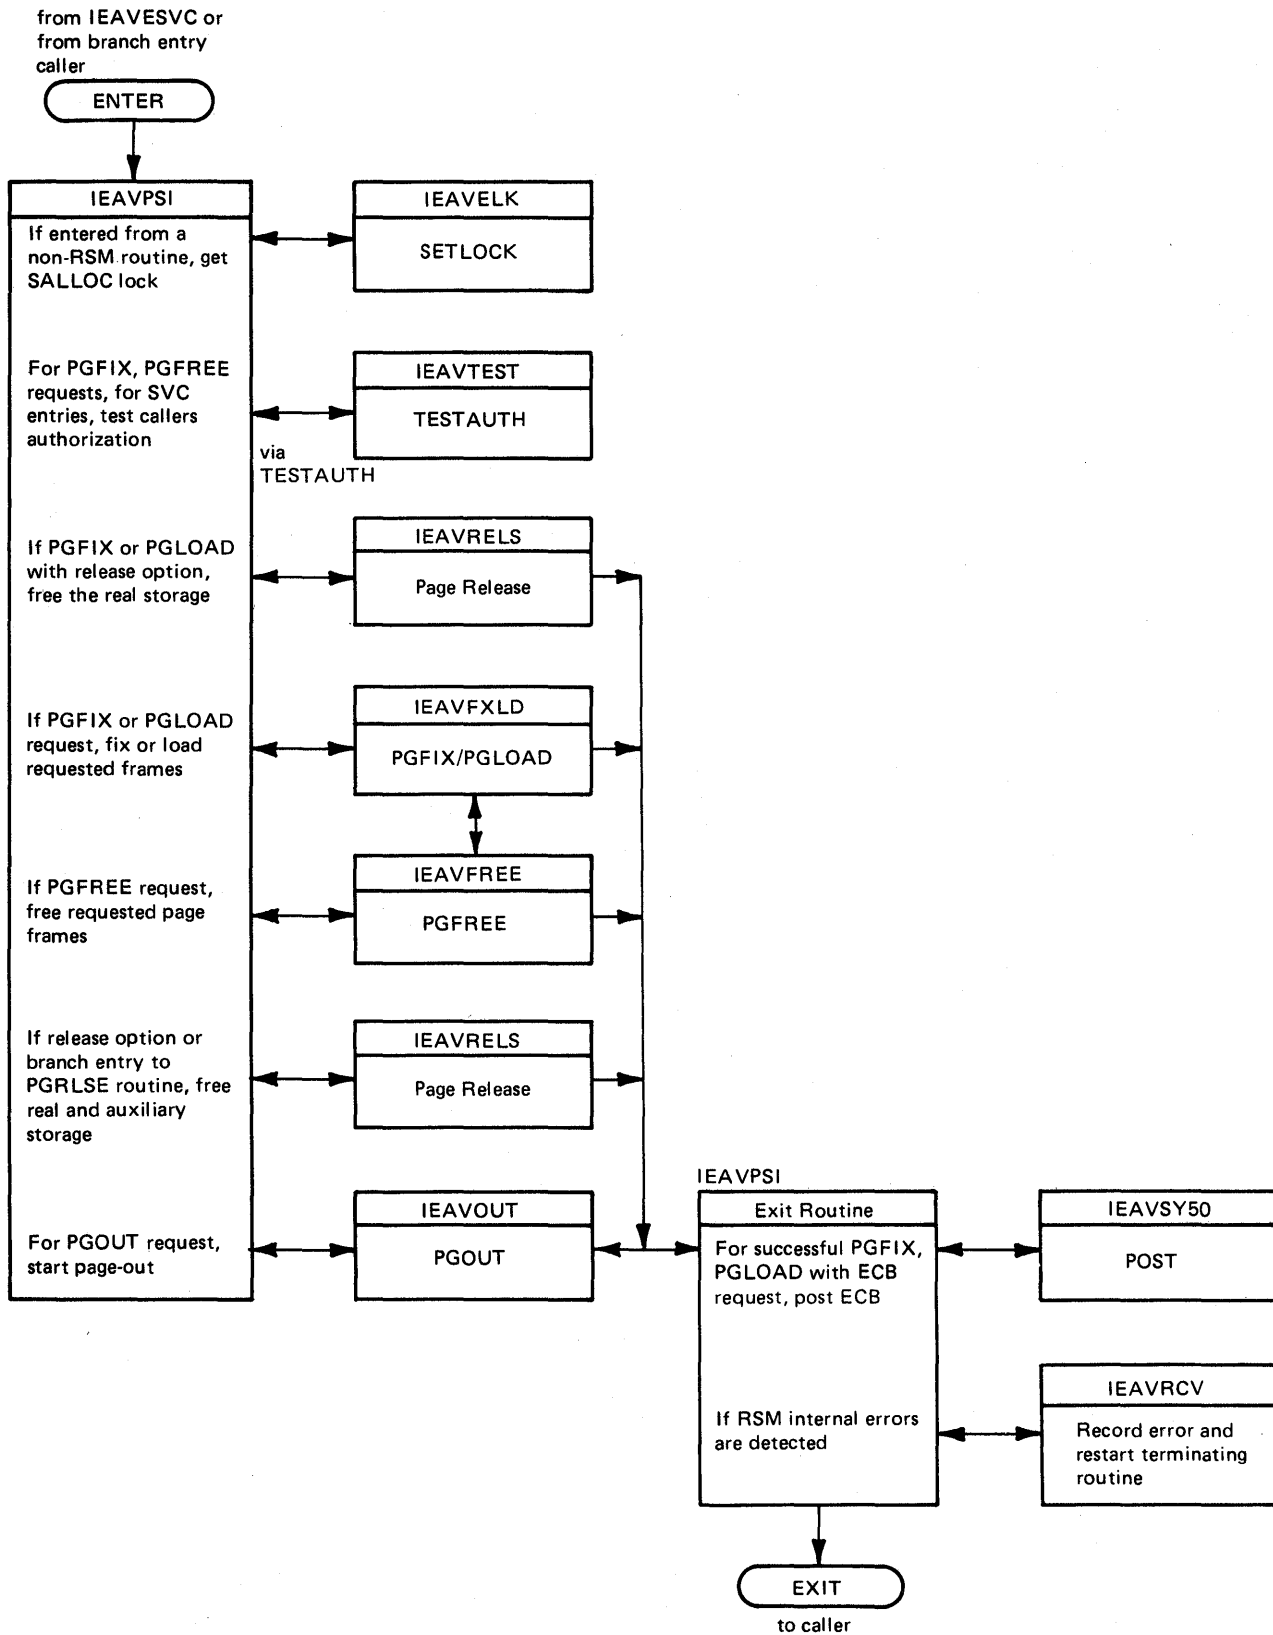 from IEAVESVC or
from branch entry
caller
ENTER
IEAVPSI
If entered from a
non-RSM routine, get
SALLOC lock
IEAVELK
SETLOCK
For PGFIX, PGFREE
requests, for SVC
entries, test callers
authorization
via
TESTAUTH
IEAVTEST
TESTAUTH
If PGFIX or PGLOAD
with release option,
free the real storage
IEAVRELS
Page Release
If PGFIX or PGLOAD
request, fix or load
requested frames
IEAVFXLD
PGFIX/PGLOAD
If PGFREE request,
free requested page
frames
IEAVFREE
PGFREE
If release option or
branch entry to
PGRLSE routine, free
real and auxiliary
storage
IEAVRELS
Page Release
For PGOUT request,
start page-out
IEAVOUT
PGOUT
IEAVPSI
Exit Routine
For successful PGFIX,
PGLOAD with ECB
request, post ECB
If RSM internal errors
are detected
IEAVSY50
POST
IEAVRCV
Record error and
restart terminating
routine
EXIT
to caller